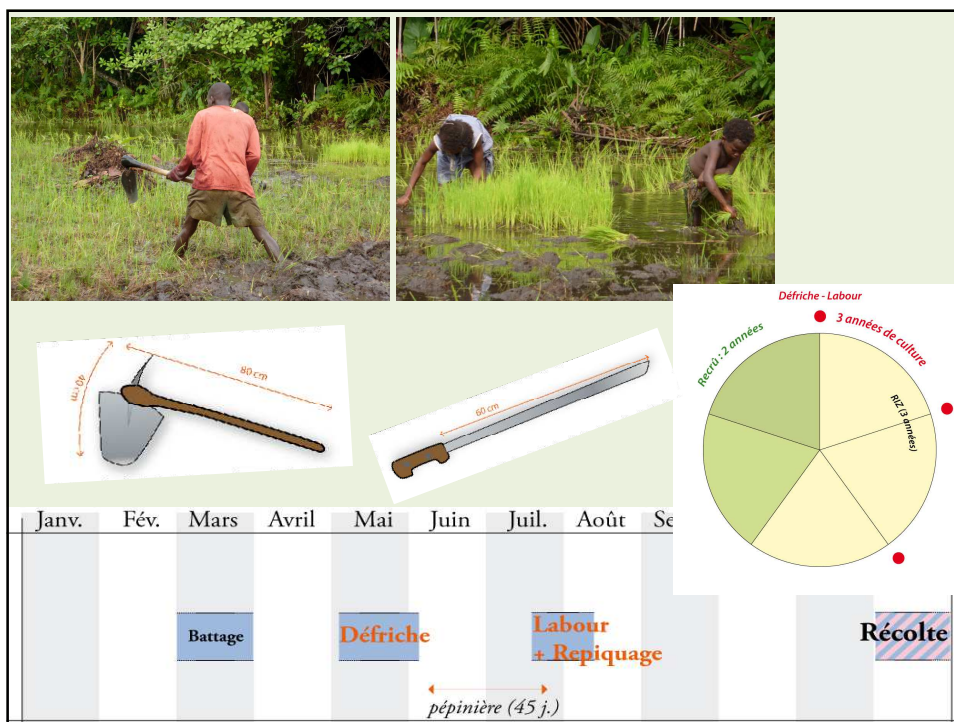 Défriche - Labour
3 années de culture
Recrû : 2 années
RIZ (3 années)
40 cm
80 cm
60 cm
Janv. Fév. Mars Avril Mai Juin Juil. Août Se
Battage
Défriche
Labour
+ Repiquage
Récolte
pépinière (45 j.)